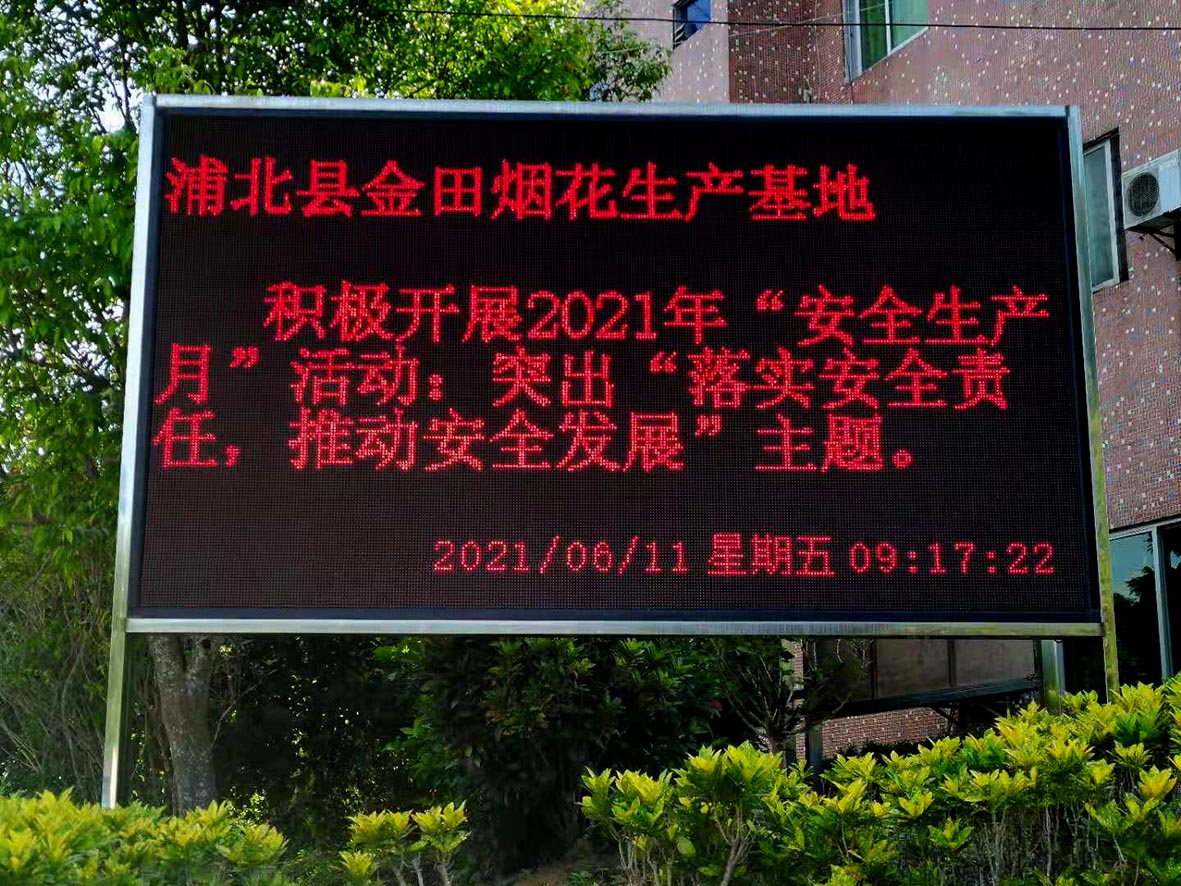 浦北县金田烟花生产基地
积极开展2021年“安全生产
月”活动：突出“落实安全责
任，推动安全发展”主题。
2021/06/11 星期五 09:17:22